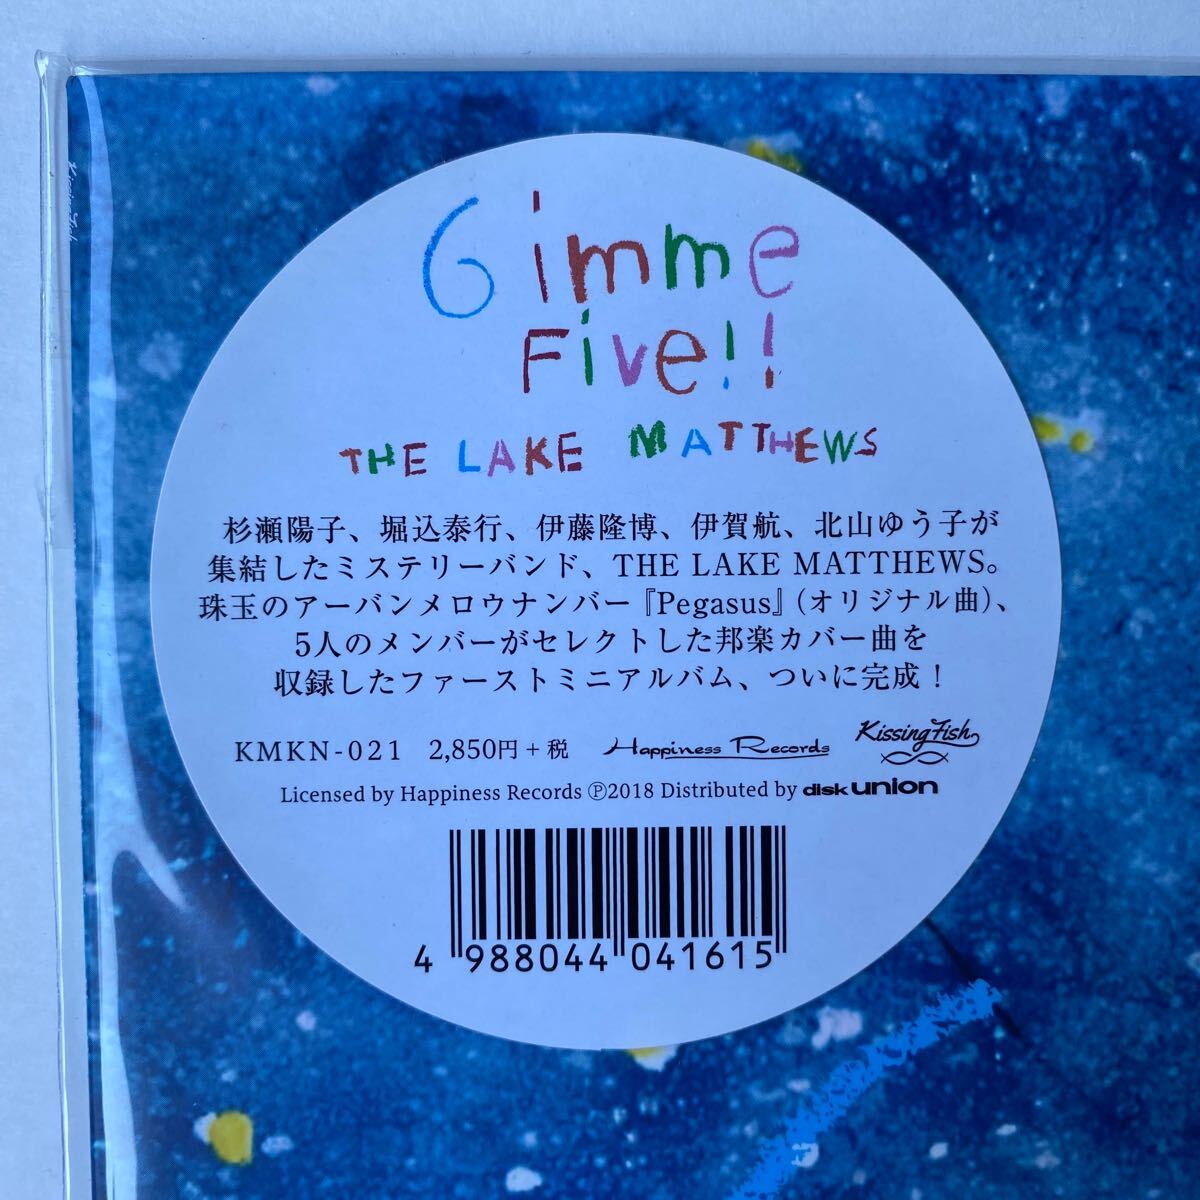 Gimme
Five!!
THE LAKE MATTHEWS
杉瀬陽子、堀込泰行、伊藤隆博、伊賀航、北山ゆう子が
集結したミステリーバンド、THE LAKE MATTHEWS。
珠玉のアーバンメロウナンバー『Pegasus』(オリジナル曲)、
5人のメンバーがセレクトした邦楽カバー曲を
収録したファーストミニアルバム、ついに完成!
KMKN-021 2,850円+税 Happiness Records KissingFish
Licensed by Happiness Records Ⓟ2018 Distributed by disk union
4 988044 041615
Kissing Fish